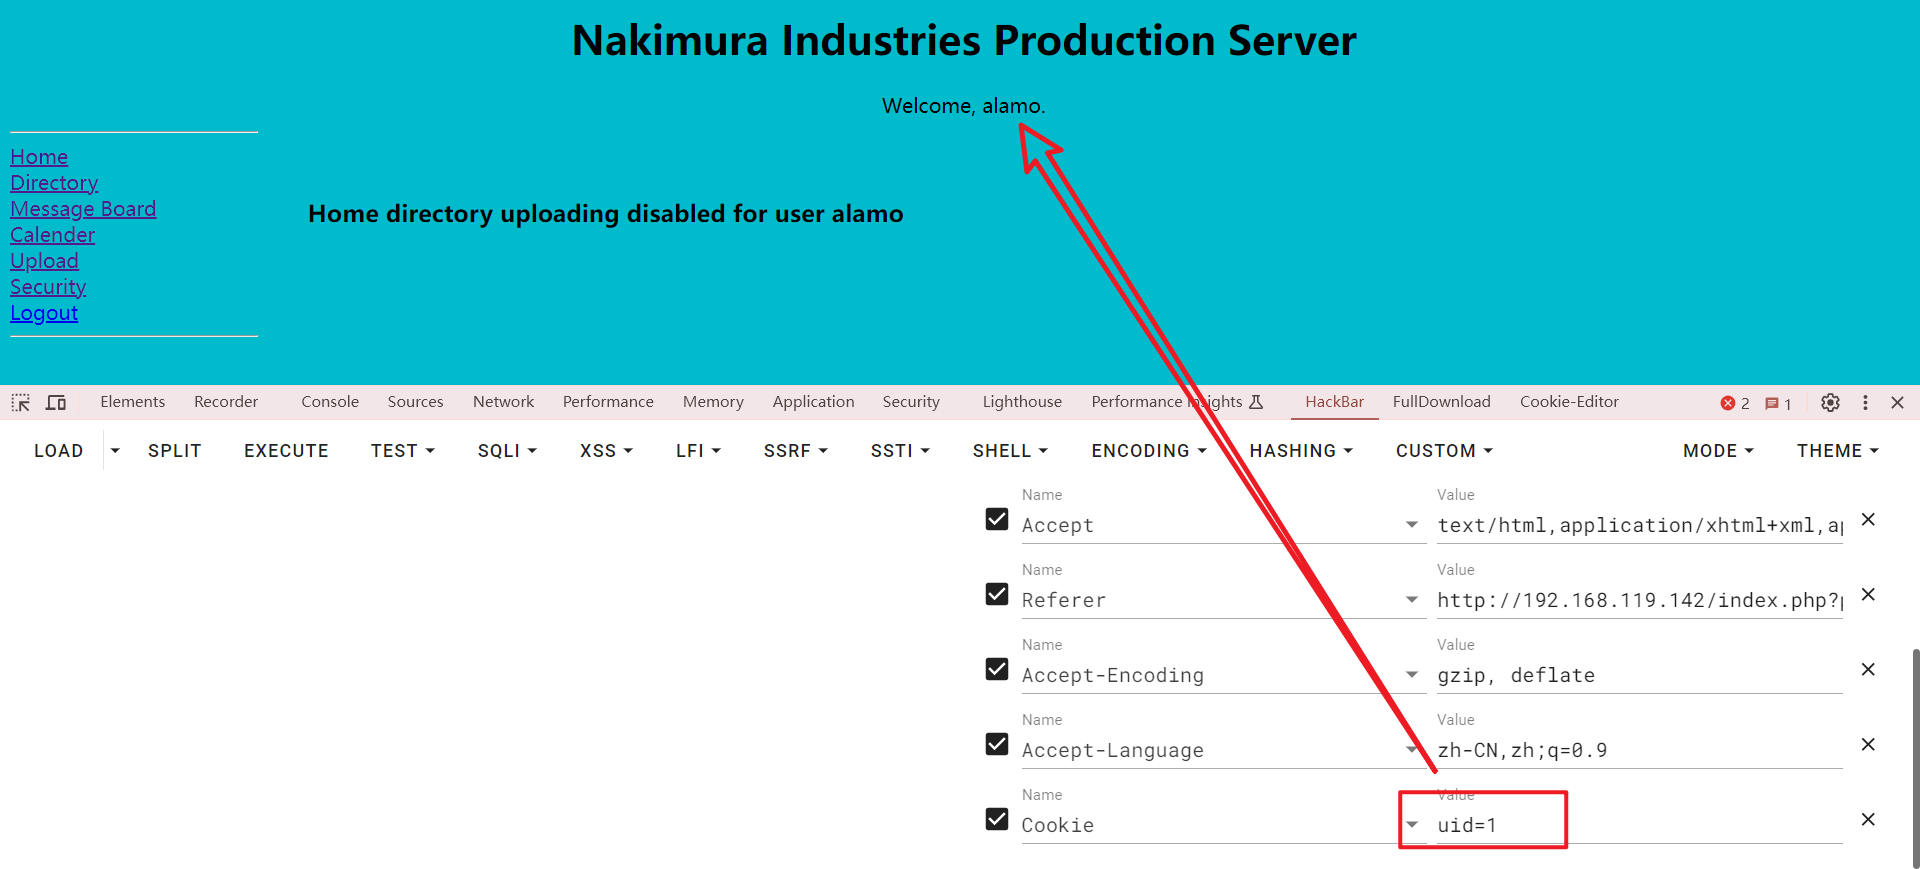 Nakimura Industries Production Server
Welcome, alamo.
Home
Directory
Message Board
Calender
Upload
Security
Logout
Home directory uploading disabled for user alamo
Elements Recorder Console Sources Network Performance Memory Application Security Lighthouse Performance Insights HackBar FullDownload Cookie-Editor 2 1
LOAD SPLIT EXECUTE TEST SQLI XSS LFI SSRF SSTI SHELL ENCODING HASHING CUSTOM MODE THEME
Name Value
Accept text/html,application/xhtml+xml,ap
Name Value
Referer http://192.168.119.142/index.php?p
Name Value
Accept-Encoding gzip, deflate
Name Value
Accept-Language zh-CN,zh;q=0.9
Name Value
Cookie uid=1